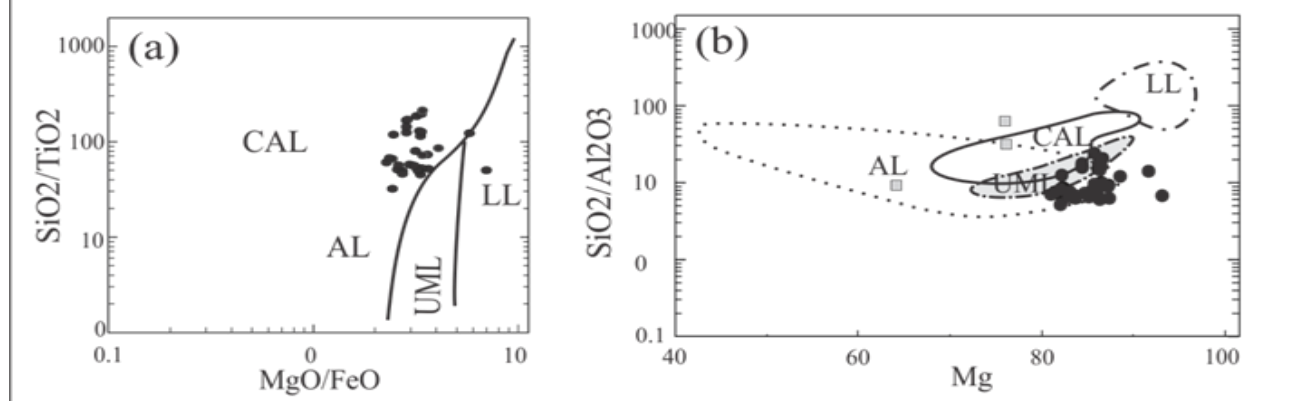 (a)
SiO2/TiO2
1000
100
10
0
CAL
AL
UML
LL
0.1 0 10
MgO/FeO
(b)
SiO2/Al2O3
1000
100
10
0
0.1
LL
CAL
AL
UML
40 60 80 100
Mg